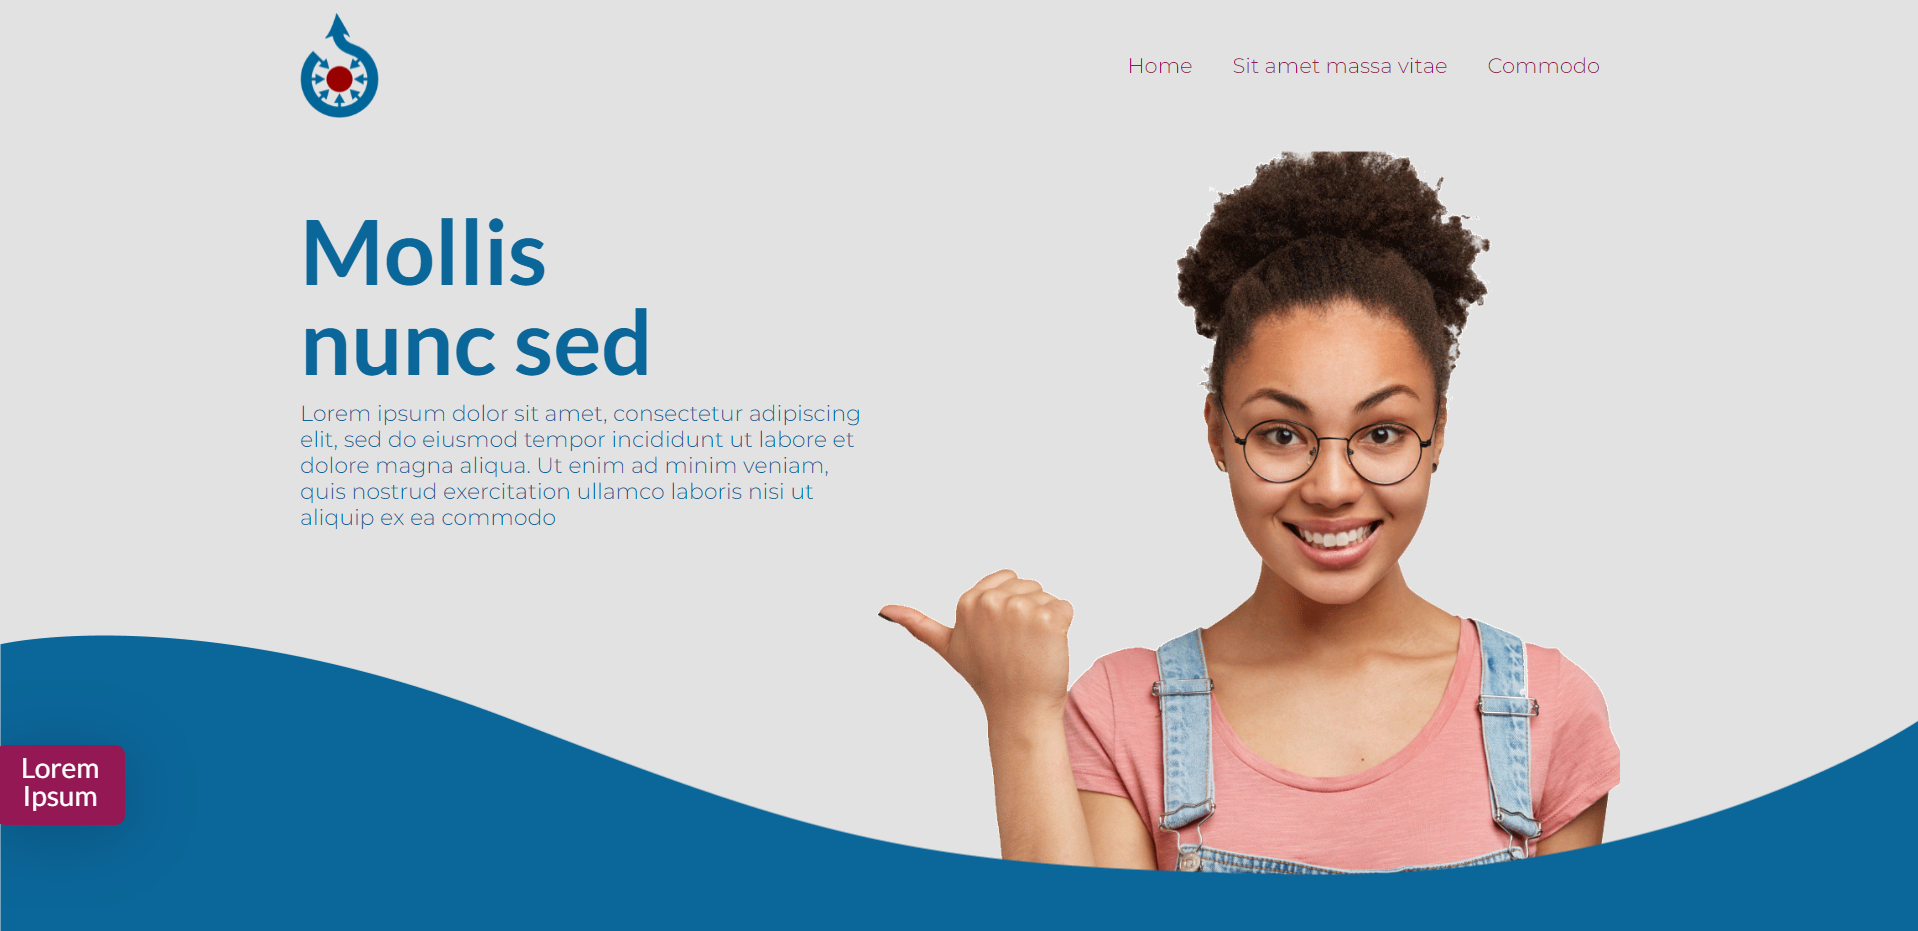 Home
Sit amet massa vitae
Commodo
Mollis
nunc sed
Lorem ipsum dolor sit amet, consectetur adipiscing
elit, sed do eiusmod tempor incididunt ut labore et
dolore magna aliqua. Ut enim ad minim veniam,
quis nostrud exercitation ullamco laboris nisi ut
aliquip ex ea commodo
Lorem
Ipsum